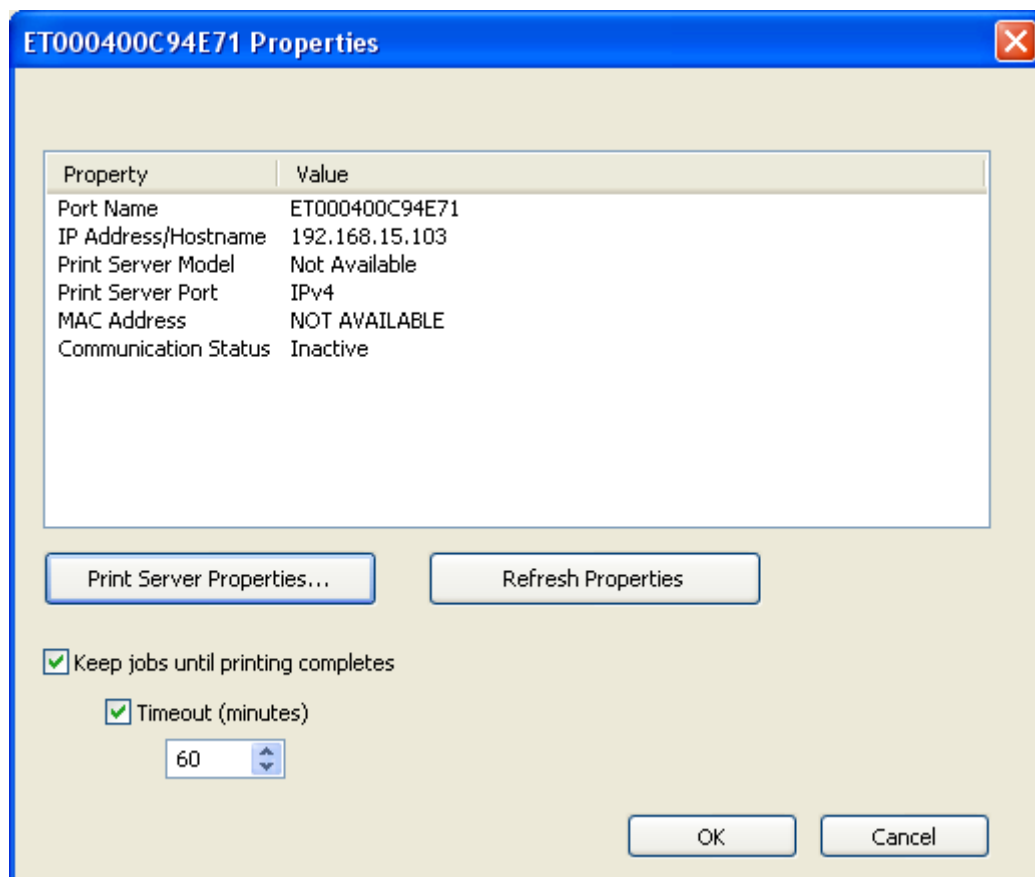 ET000400C94E71 Properties
Property Value
Port Name ET000400C94E71
IP Address/Hostname 192.168.15.103
Print Server Model Not Available
Print Server Port IPv4
MAC Address NOT AVAILABLE
Communication Status Inactive
Print Server Properties... Refresh Properties
Keep jobs until printing completes
Timeout (minutes)
60
OK Cancel